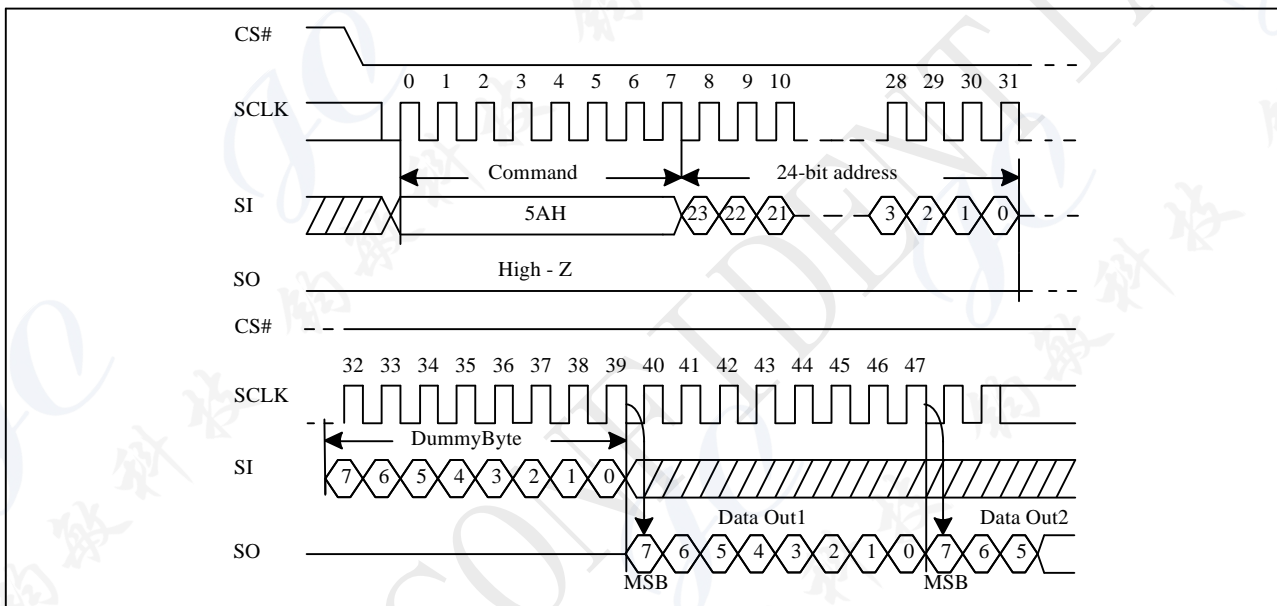 CS#
0 1 2 3 4 5 6 7 8 9 10 28 29 30 31
SCLK
Command 24-bit address
SI 5AH 23 22 21 3 2 1 0
High - Z
SO
CS#
32 33 34 35 36 37 38 39 40 41 42 43 44 45 46 47
SCLK
DummyByte
SI 7 6 5 4 3 2 1 0
Data Out1 Data Out2
SO 7 6 5 4 3 2 1 0 7 6 5
MSB MSB
CONFIDENTI